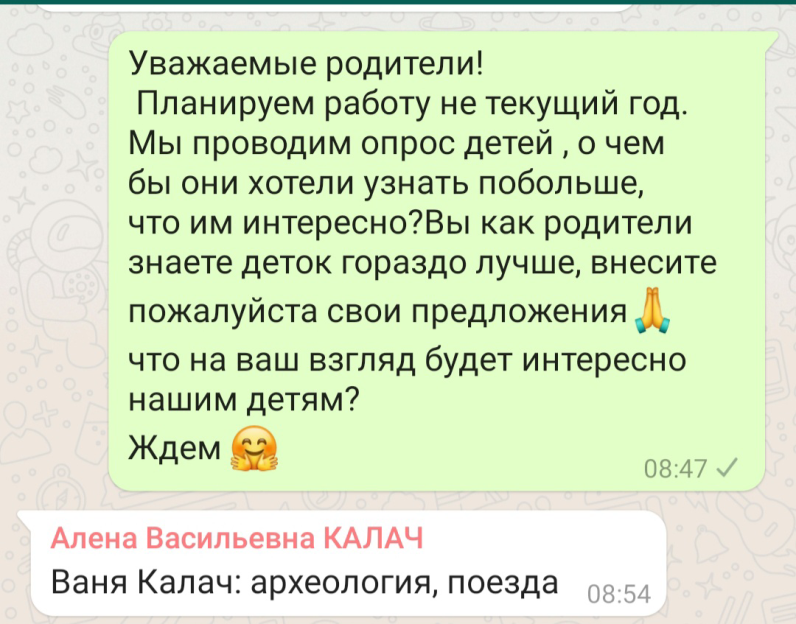 Уважаемые родители!
Планируем работу не текущий год.
Мы проводим опрос детей , о чем
бы они хотели узнать побольше,
что им интересно?Вы как родители
знаете деток гораздо лучше, внесите
пожалуйста свои предложения🙏
что на ваш взгляд будет интересно
нашим детям?
Ждем 🤗
08:47
Алена Васильевна КАЛАЧ
Ваня Калач: археология, поезда
08:54